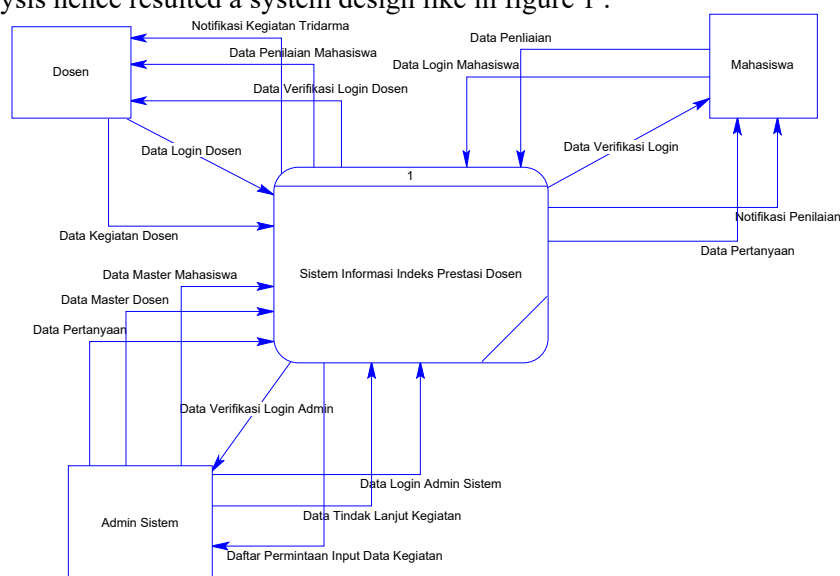 ysis hence resulted a system design like in figure 1 .
Notifikasi Kegiatan Tridarma
Data Penliaian
Data Penilaian Mahasiswa
Data Login Mahasiswa
Dosen
Mahasiswa
Data Verifikasi Login Dosen
Data Login Dosen
Data Verifikasi Login
1
Notifikasi Penilaian
Data Kegiatan Dosen
Data Pertanyaan
Data Master Mahasiswa
Sistem Informasi Indeks Prestasi Dosen
Data Master Dosen
Data Pertanyaan
Data Verifikasi Login Admin
Data Login Admin Sistem
Data Tindak Lanjut Kegiatan
Admin Sistem
Daftar Permintaan Input Data Kegiatan